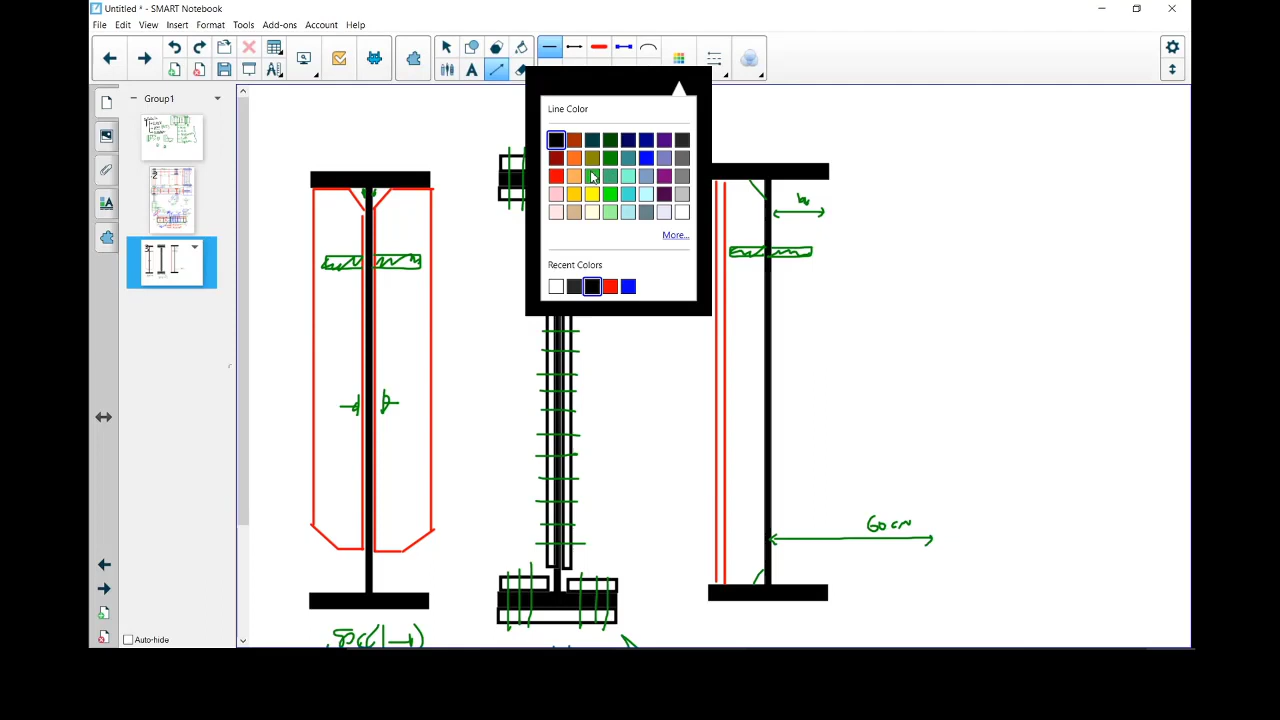 Untitled * - SMART Notebook
File Edit View Insert Format Tools Add-ons Account Help
Group1
Line Color
More...
Recent Colors
60 cm
Auto-hide